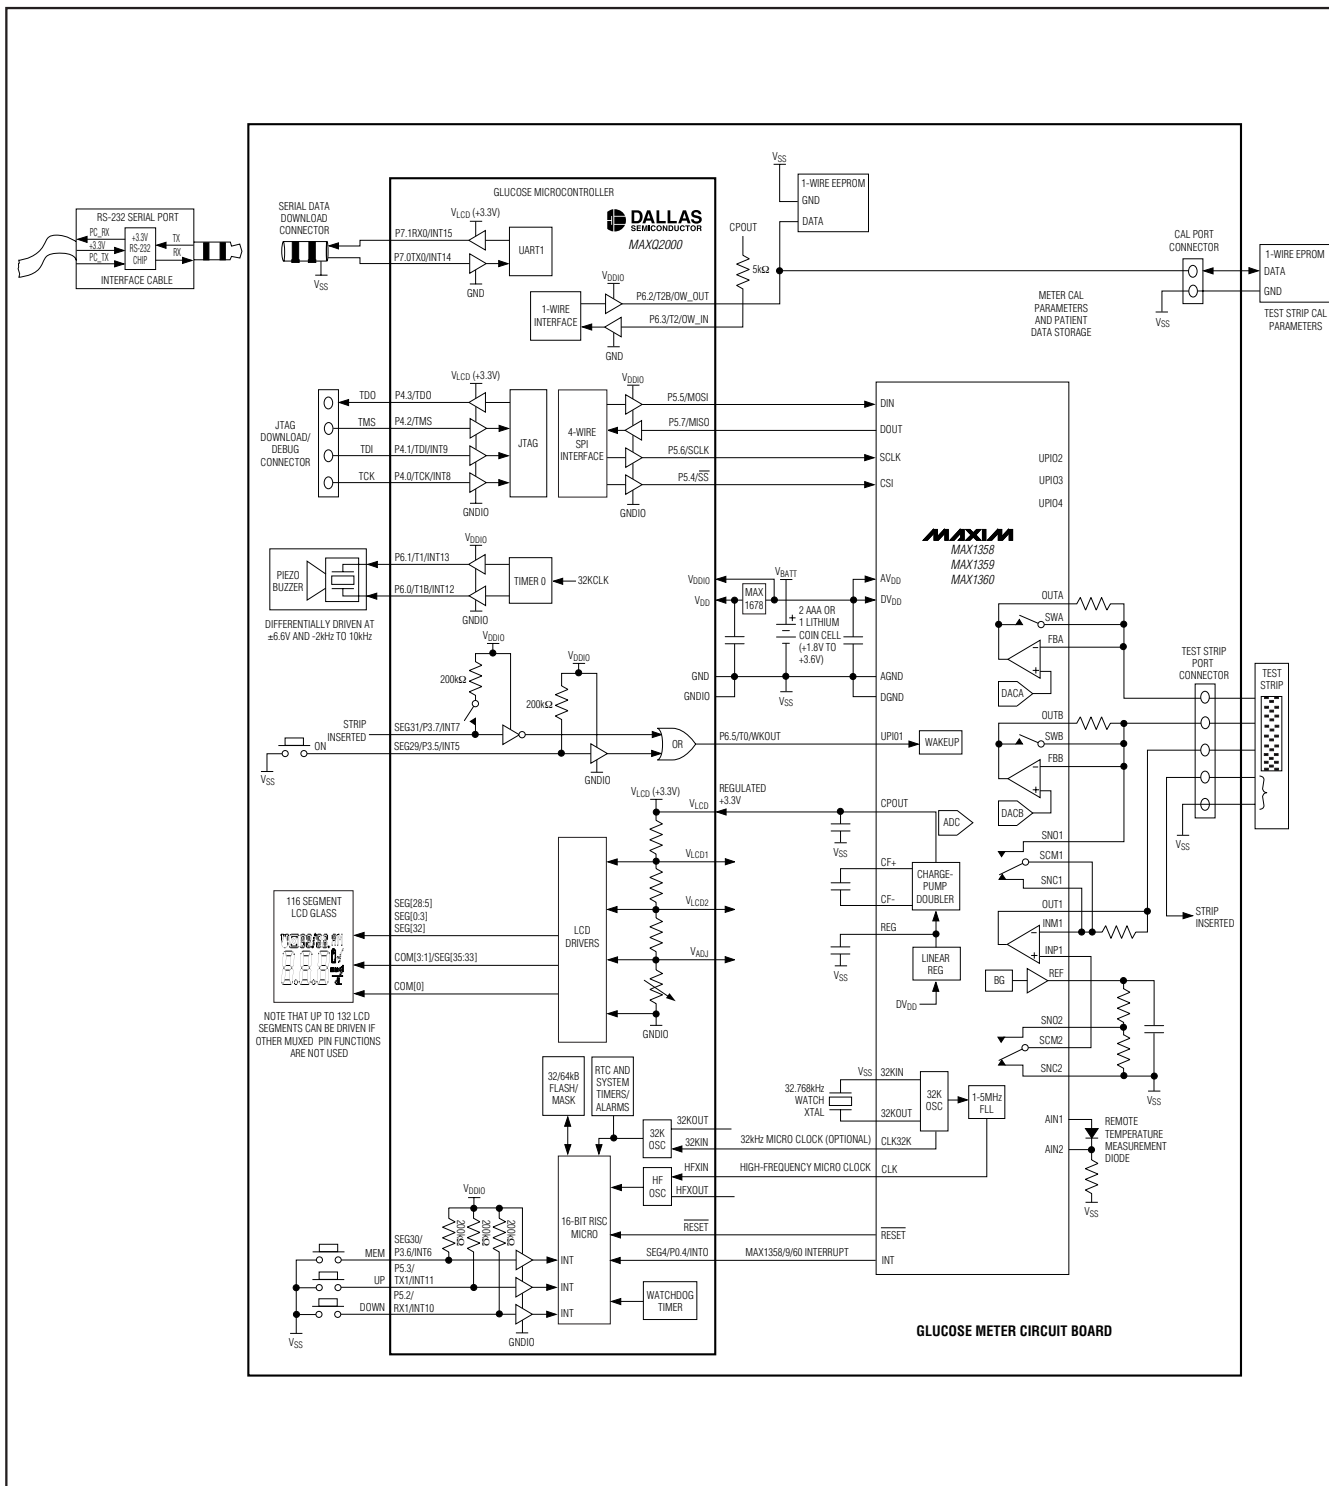 RS-232 SERIAL PORT
PC_RX
+3.3V
PC_TX
+3.3V
RS-232
CHIP
TX
RX
INTERFACE CABLE
SERIAL DATA
DOWNLOAD
CONNECTOR
VSS
GLUCOSE MICROCONTROLLER
DALLAS
SEMICONDUCTOR
MAXQ2000
VLCD (+3.3V)
P7.1RX0/INT15
P7.0TX0/INT14
UART1
GND
VDDIO
1-WIRE
INTERFACE
P6.2/T2B/OW_OUT
P6.3/T2/OW_IN
GND
VSS
1-WIRE EEPROM
GND
DATA
CPOUT
5kΩ
METER CAL
PARAMETERS
AND PATIENT
DATA STORAGE
CAL PORT
CONNECTOR
VSS
1-WIRE EPROM
DATA
GND
TEST STRIP CAL
PARAMETERS
JTAG
DOWNLOAD/
DEBUG
CONNECTOR
TDO
TMS
TDI
TCK
P4.3/TDO
P4.2/TMS
P4.1/TDI/INT9
P4.0/TCK/INT8
VLCD (+3.3V)
JTAG
GNDIO
VDDIO
4-WIRE
SPI
INTERFACE
GNDIO
P5.5/MOSI
P5.7/MISO
P5.6/SCLK
P5.4/SS
DIN
DOUT
SCLK
CSI
UPIO2
UPIO3
UPIO4
MAXIM
MAX1358
MAX1359
MAX1360
PIEZO
BUZZER
P6.1/T1/INT13
P6.0/T1B/INT12
VDDIO
TIMER 0
32KCLK
GNDIO
DIFFERENTIALLY DRIVEN AT
±6.6V AND -2kHz TO 10kHz
VDDIO
VDD
VBATT
MAX
1678
2 AAA OR
1 LITHIUM
COIN CELL
(+1.8V TO
+3.6V)
+
AVDD
DVDD
GND
GNDIO
VSS
AGND
DGND
OUTA
SWA
FBA
-
+
DACA
OUTB
SWB
FBB
-
+
DACB
TEST STRIP
PORT
CONNECTOR
TEST
STRIP
VSS
STRIP
INSERTED
VDDIO
200kΩ
VDDIO
200kΩ
STRIP
INSERTED
SEG31/P3.7/INT7
ON
SEG29/P3.5/INT5
VSS
GNDIO
OR
P6.5/T0/WKOUT
UPIO1
WAKEUP
VLCD (+3.3V)
VLCD
REGULATED
+3.3V
CPOUT
ADC
VSS
VLCD1
VLCD2
VADJ
GNDIO
CF+
CF-
CHARGE-
PUMP
DOUBLER
REG
VSS
LINEAR
REG
DVDD
SNO1
SCM1
SNC1
OUT1
INM1
INP1
-
+
BG
REF
SNO2
SCM2
SNC2
VSS
116 SEGMENT
LCD GLASS
SEG[28:5]
SEG[0:3]
SEG[32]
COM[3:1]/SEG[35:33]
COM[0]
LCD
DRIVERS
NOTE THAT UP TO 132 LCD
SEGMENTS CAN BE DRIVEN IF
OTHER MUXED PIN FUNCTIONS
ARE NOT USED
32/64kB
FLASH/
MASK
RTC AND
SYSTEM
TIMERS/
ALARMS
32K
OSC
32KOUT
32KIN
HF
OSC
HFXIN
HFXOUT
32.768kHz
WATCH
XTAL
VSS
32KIN
32KOUT
32K
OSC
1-5MHz
FLL
32kHz MICRO CLOCK (OPTIONAL)
CLK32K
HIGH-FREQUENCY MICRO CLOCK
CLK
AIN1
AIN2
REMOTE
TEMPERATURE
MEASUREMENT
DIODE
VSS
16-BIT RISC
MICRO
INT
INT
INT
RESET
RESET
SEG4/P0.4/INTO
MAX1358/9/60 INTERRUPT
INT
WATCHDOG
TIMER
VDDIO
200kΩ
200kΩ
200kΩ
MEM
UP
DOWN
SEG30/
P3.6/INT6
P5.3/
TX1/INT11
P5.2/
RX1/INT10
VSS
GNDIO
GLUCOSE METER CIRCUIT BOARD